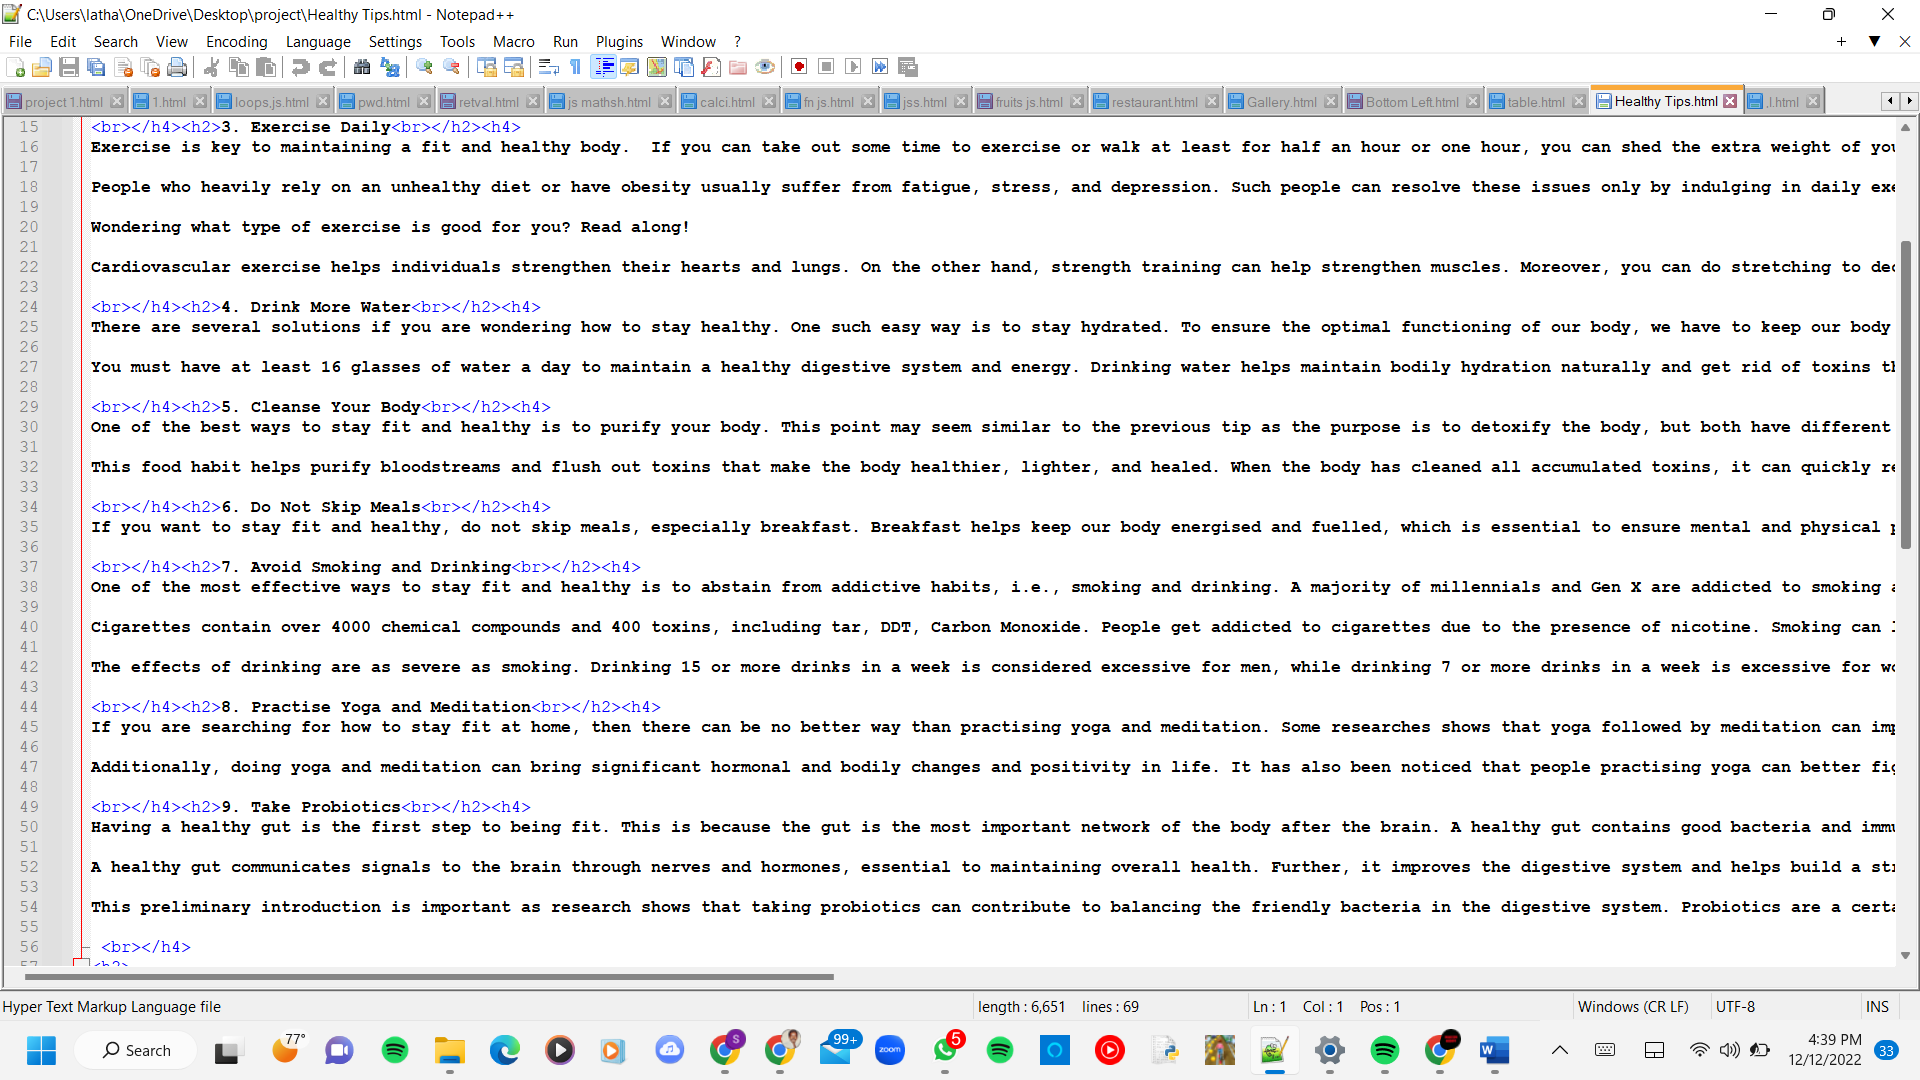 C:\Users\latha\OneDrive\Desktop\project\Healthy Tips.html - Notepad++
File Edit Search View Encoding Language Settings Tools Macro Run Plugins Window ?
project 1.html 1.html loops,js.html pwd.html retval.html js mathsh.html calci.html fn js.html jss.html fruits js.html restaurant.html Gallery.html Bottom Left.html table.html Healthy Tips.html .l.html
15 <br></h4><h2>3. Exercise Daily<br></h2><h4>
16 Exercise is key to maintaining a fit and healthy body.  If you can take out some time to exercise or walk at least for half an hour or one hour, you can shed the extra weight of
17
18 People who heavily rely on an unhealthy diet or have obesity usually suffer from fatigue, stress, and depression. Such people can resolve these issues only by indulging in daily
19
20 Wondering what type of exercise is good for you? Read along!
21
22 Cardiovascular exercise helps individuals strengthen their hearts and lungs. On the other hand, strength training can help strengthen muscles. Moreover, you can do stretching to
23
24 <br></h4><h2>4. Drink More Water<br></h2><h4>
25 There are several solutions if you are wondering how to stay healthy. One such easy way is to stay hydrated. To ensure the optimal functioning of our body, we have to keep our body
26
27 You must have at least 16 glasses of water a day to maintain a healthy digestive system and energy. Drinking water helps maintain bodily hydration naturally and get rid of toxins
28
29 <br></h4><h2>5. Cleanse Your Body<br></h2><h4>
30 One of the best ways to stay fit and healthy is to purify your body. This point may seem similar to the previous tip as the purpose is to detoxify the body, but both have different
31
32 This food habit helps purify bloodstreams and flush out toxins that make the body healthier, lighter, and healed. When the body has cleaned all accumulated toxins, it can quickly
33
34 <br></h4><h2>6. Do Not Skip Meals<br></h2><h4>
35 If you want to stay fit and healthy, do not skip meals, especially breakfast. Breakfast helps keep our body energised and fuelled, which is essential to ensure mental and physical
36
37 <br></h4><h2>7. Avoid Smoking and Drinking<br></h2><h4>
38 One of the most effective ways to stay fit and healthy is to abstain from addictive habits, i.e., smoking and drinking. A majority of millennials and Gen X are addicted to smoking
39
40 Cigarettes contain over 4000 chemical compounds and 400 toxins, including tar, DDT, Carbon Monoxide. People get addicted to cigarettes due to the presence of nicotine. Smoking can
41
42 The effects of drinking are as severe as smoking. Drinking 15 or more drinks in a week is considered excessive for men, while drinking 7 or more drinks in a week is excessive for
43
44 <br></h4><h2>8. Practise Yoga and Meditation<br></h2><h4>
45 If you are searching for how to stay fit at home, then there can be no better way than practising yoga and meditation. Some researches shows that yoga followed by meditation can
46
47 Additionally, doing yoga and meditation can bring significant hormonal and bodily changes and positivity in life. It has also been noticed that people practising yoga can better
48
49 <br></h4><h2>9. Take Probiotics<br></h2><h4>
50 Having a healthy gut is the first step to being fit. This is because the gut is the most important network of the body after the brain. A healthy gut contains good bacteria and
51
52 A healthy gut communicates signals to the brain through nerves and hormones, essential to maintaining overall health. Further, it improves the digestive system and helps build a
53
54 This preliminary introduction is important as research shows that taking probiotics can contribute to balancing the friendly bacteria in the digestive system. Probiotics are a
55
56 <br></h4>
57 <h2>
Hyper Text Markup Language file length : 6,651 lines : 69 Ln : 1 Col : 1 Pos : 1 Windows (CR LF) UTF-8 INS
Search 77° S 99+ zoom 5 W 4:39 PM
12/12/2022 33